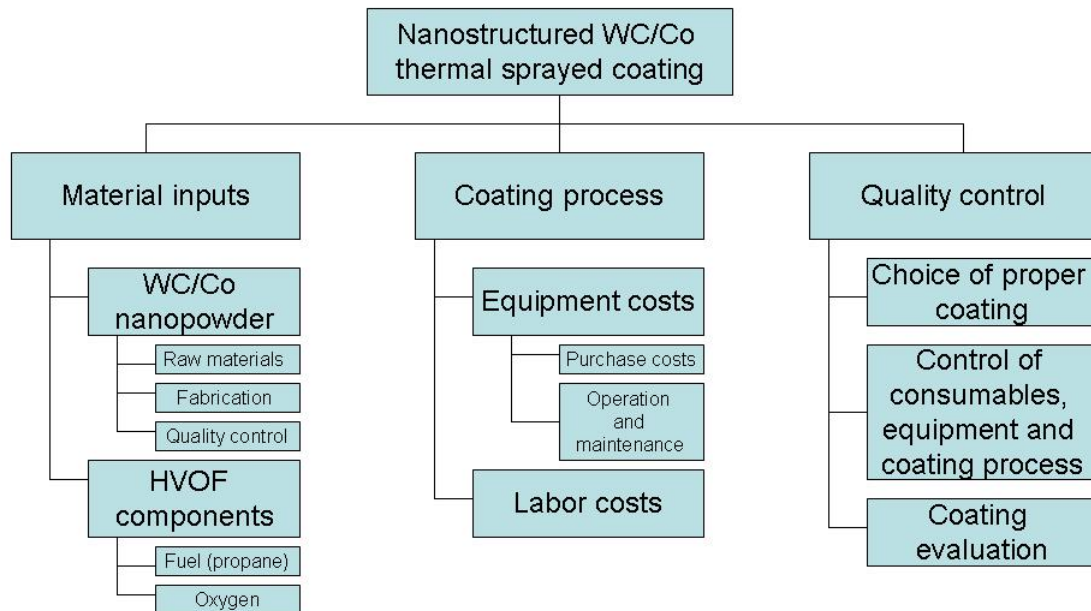 Nanostructured WC/Co
thermal sprayed coating
Material inputs
WC/Co
nanopowder
Raw materials
Fabrication
Quality control
HVOF
components
Fuel (propane)
Oxygen
Coating process
Equipment costs
Purchase costs
Operation
and
maintenance
Labor costs
Quality control
Choice of proper
coating
Control of
consumables,
equipment and
coating process
Coating
evaluation